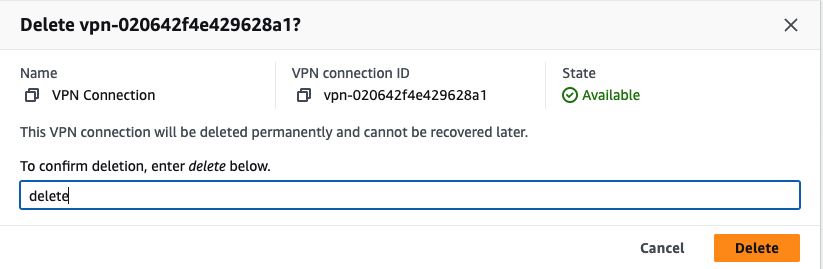 Delete vpn-020642f4e429628a1?
Name
VPN Connection
VPN connection ID
vpn-020642f4e429628a1
State
Available
This VPN connection will be deleted permanently and cannot be recovered later.
To confirm deletion, enter delete below.
delete
Cancel
Delete